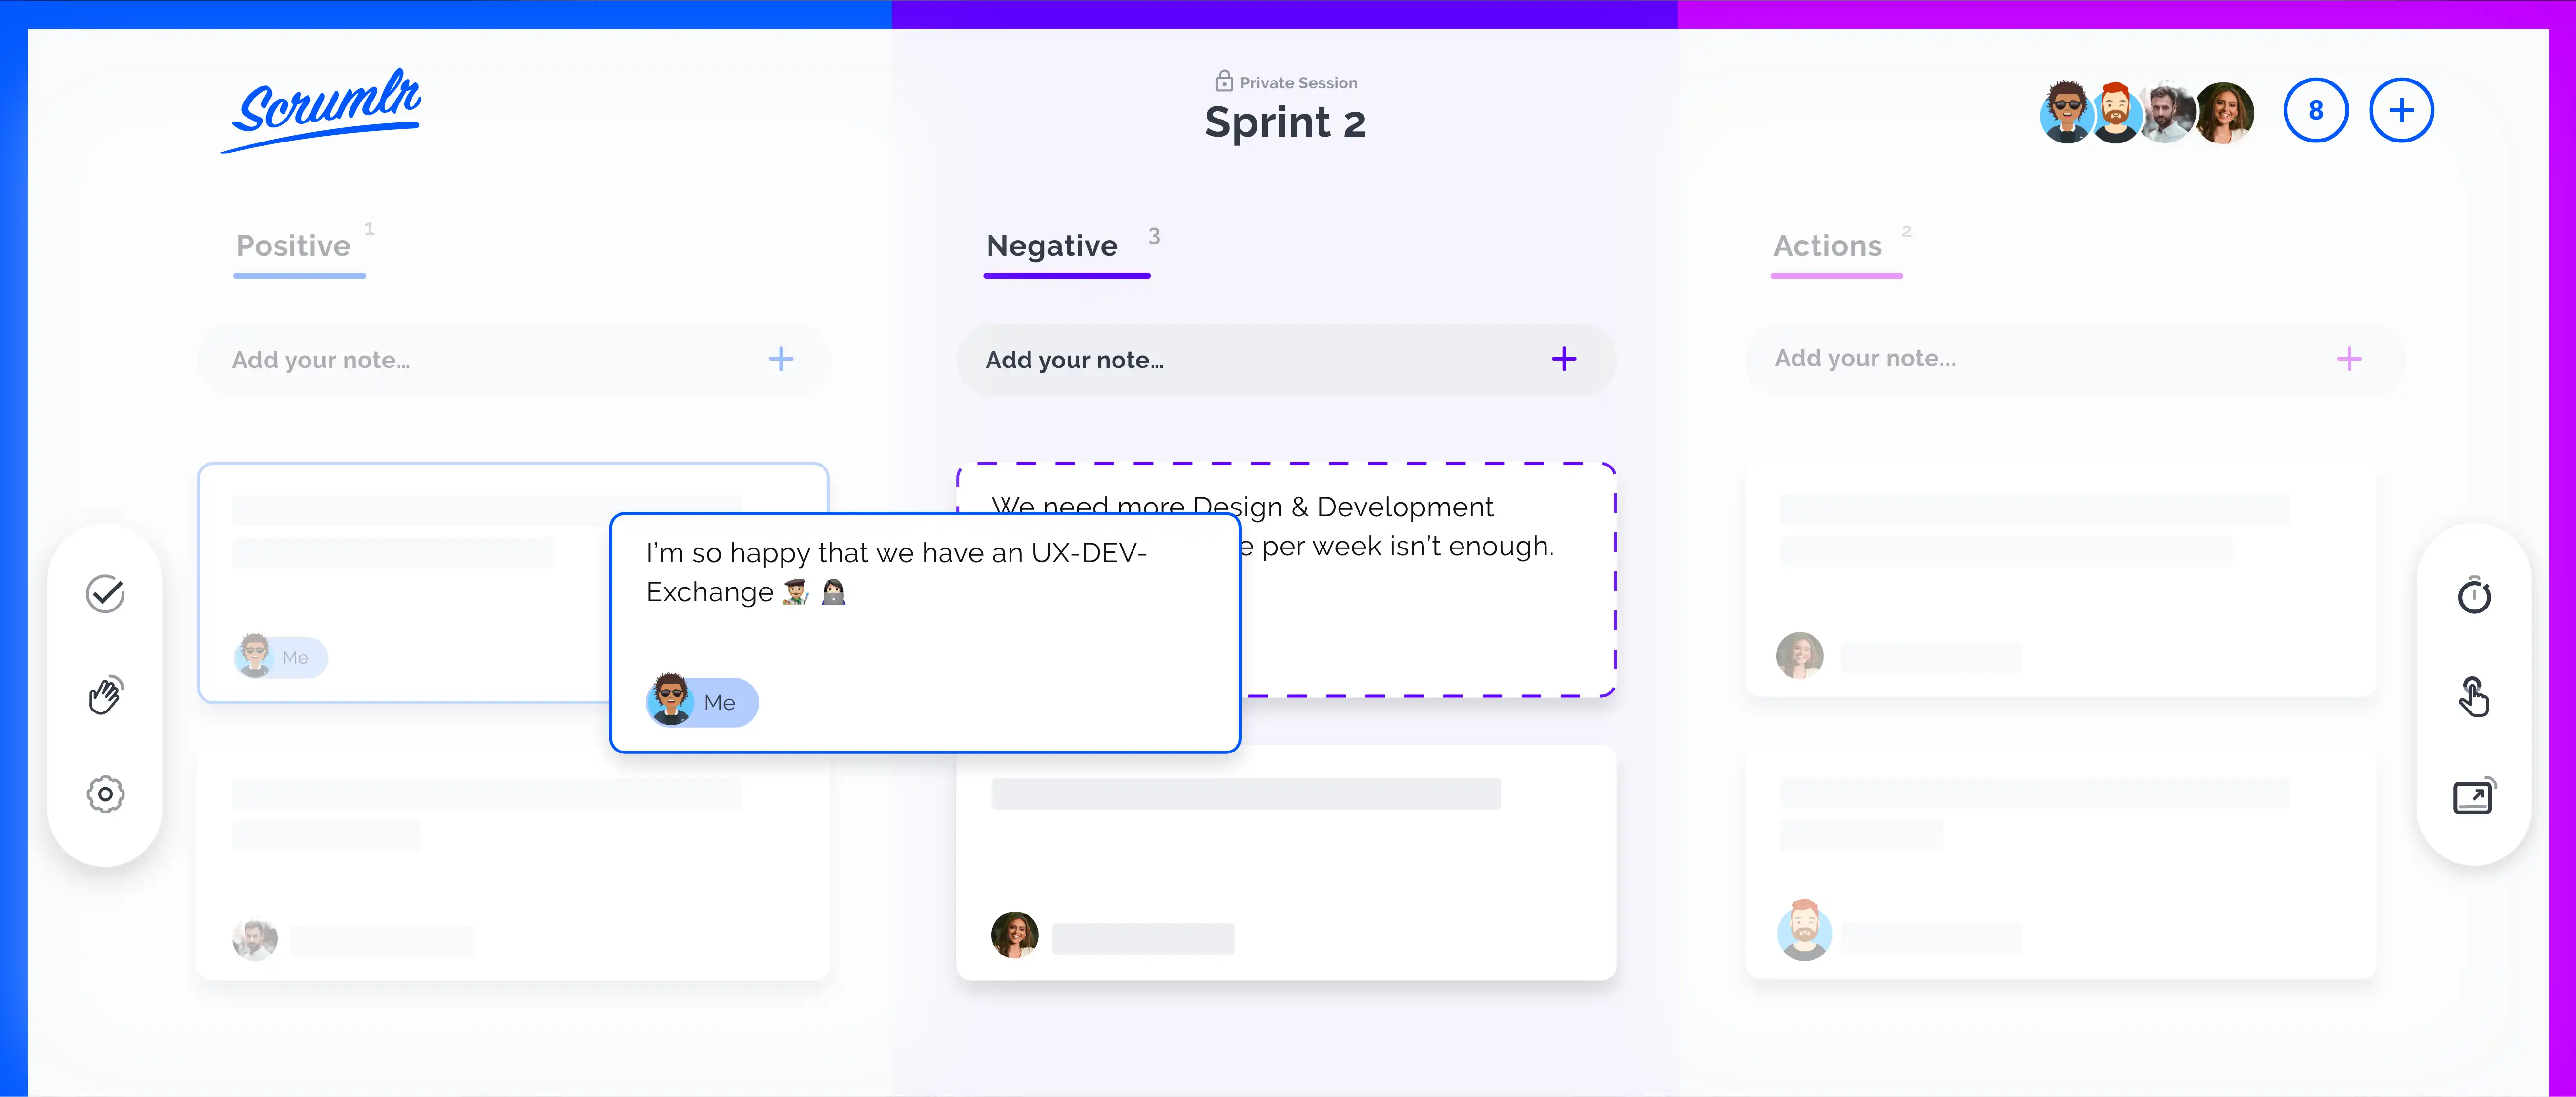 Scrumlr
Private Session
Sprint 2
8
Positive 1
Negative 3
Actions 2
Add your note...
Add your note...
Add your note...
We need more Design & Development
per week isn't enough.
I'm so happy that we have an UX-DEV-
Exchange
Me
Me